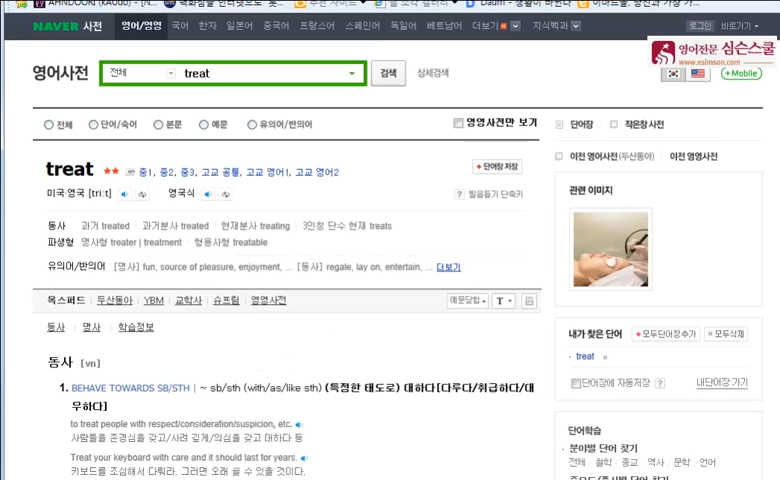 AHNDOORI (kAudo) - [N...
Daum - 생활이 바뀐다
NAVER 사전 영어/영영 국어 한자 일본어 중국어 프랑스어 스페인어 독일어 베트남어 더보기 지식백과 로그인 바로가기
영어전문 심슨스쿨
www.eslmson.com
영어사전 전체 treat 검색 상세검색
+Mobile
전체 단어/숙어 본문 예문 유의어/반의어 영영사전만 보기
단어장 작은창 사전
이전 영어사전(두산동아) 이전 영영사전
treat ★★ 중1, 중2, 중3, 고교 공통, 고교 영어1, 고교 영어2
+단어장 저장
미국·영국 [tri:t] 영국식
? 발음듣기 단축키
관련 이미지
동사 과거 treated 과거분사 treated 현재분사 treating 3인칭 단수 현재 treats
파생형 명사형 treater | treatment 형용사형 treatable
유의어/반의어 [명사] fun, source of pleasure, enjoyment, ... [동사] regale, lay on, entertain, ... 더보기
옥스퍼드 두산동아 YBM 교학사 슈프림 영영사전
예문닫힘 T
동사 명사 학습정보
내가 찾은 단어 +모두단어장추가 ×모두삭제
treat ×
단어장에 자동저장 ? 내단어장 가기
동사 [vn]
1. BEHAVE TOWARDS SB/STH | ~ sb/sth (with/as/like sth) (특정한 태도로) 대하다[다루다/취급하다/대
우하다]
to treat people with respect/consideration/suspicion, etc.
사람들을 존경심을 갖고/사려 깊게/의심을 갖고 대하다 등
Treat your keyboard with care and it should last for years.
키보드를 조심해서 다뤄라. 그러면 오래 쓸 수 있을 것이다.
단어학습
· 분야별 단어 찾기
전체 철학 종교 역사 문학 언어